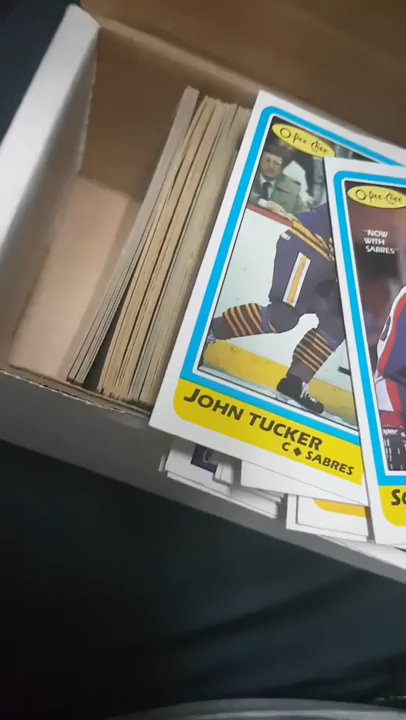 O-Pee-Chee
JOHN TUCKER
C ◆ SABRES
O-Pee-Chee
"NOW
WITH
SABRES"